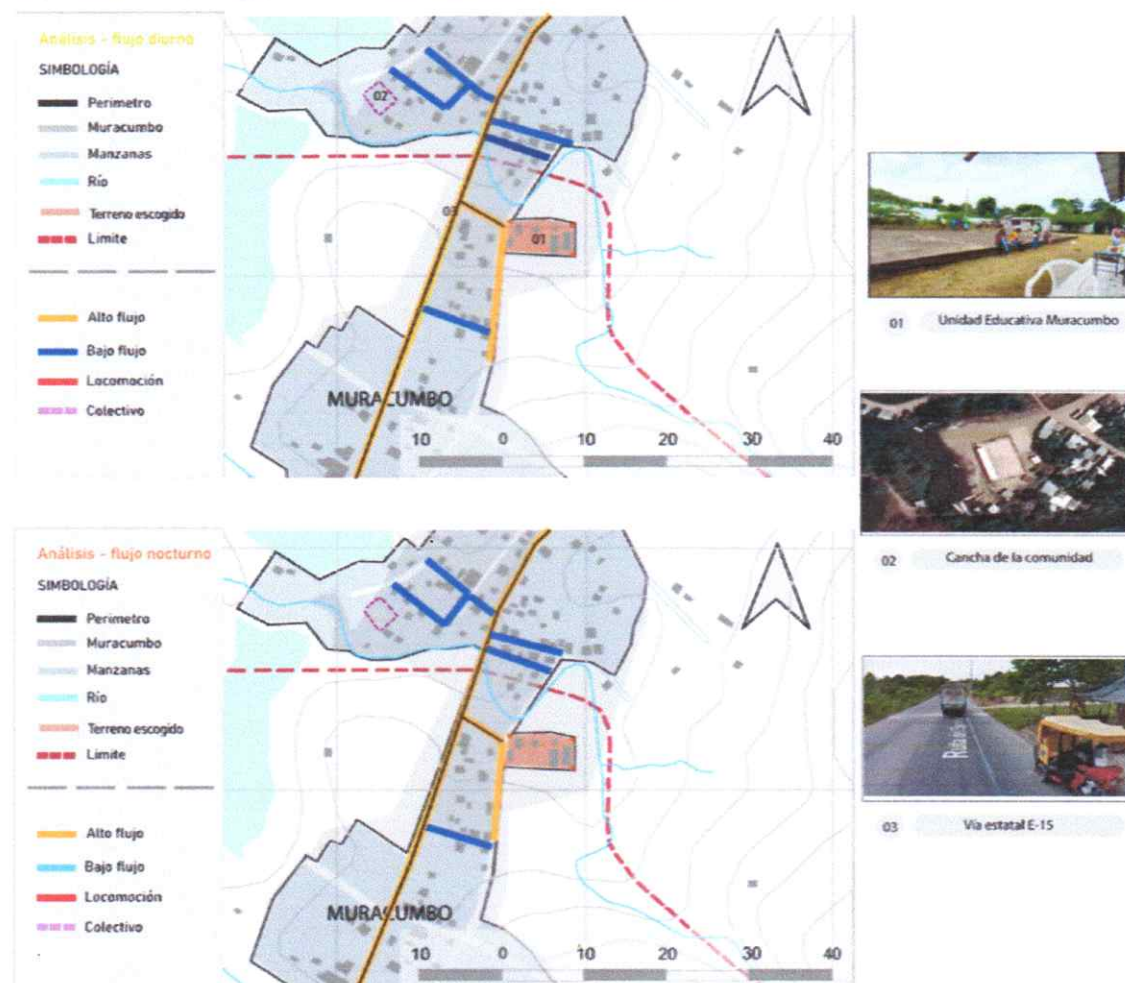 Análisis - flujo diurno
SIMBOLOGÍA
Perimetro
Muracumbo
Manzanas
Río
Terreno escogido
Limite
Alto flujo
Bajo flujo
Locomoción
Colectivo
02
03
01
MURACUMBO
10 0 10 20 30 40
01 Unidad Educativa Muracumbo
02 Cancha de la comunidad
Análisis - flujo nocturno
SIMBOLOGÍA
Perimetro
Muracumbo
Manzanas
Río
Terreno escogido
Limite
Alto flujo
Bajo flujo
Locomoción
Colectivo
MURACUMBO
10 0 10 20 30 40
03 Vía estatal E-15